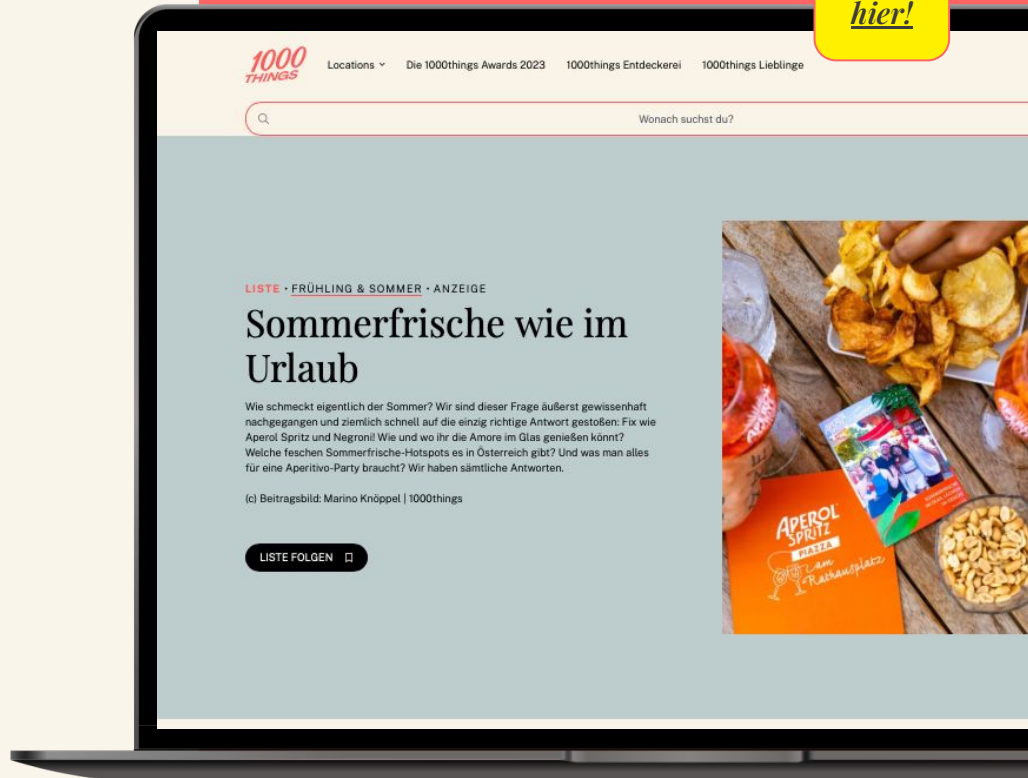 hier!
1000
THINGS
Locations
Die 1000things Awards 2023
1000things Entdeckerei
1000things Lieblinge
Wonach suchst du?
LISTE · FRÜHLING & SOMMER · ANZEIGE
Sommerfrische wie im
Urlaub
Wie schmeckt eigentlich der Sommer? Wir sind dieser Frage äußerst gewissenhaft
nachgegangen und ziemlich schnell auf die einzig richtige Antwort gestoßen: Fix wie
Aperol Spritz und Negroni! Wie und wo ihr die Amore im Glas genießen könnt?
Welche feschen Sommerfrische-Hotspots es in Österreich gibt? Und was man alles
für eine Aperitivo-Party braucht? Wir haben sämtliche Antworten.
(c) Beitragsbild: Marino Knöppel | 1000things
LISTE FOLGEN
APEROL
SPRITZ
PIAZZA
am
Rathausplatz